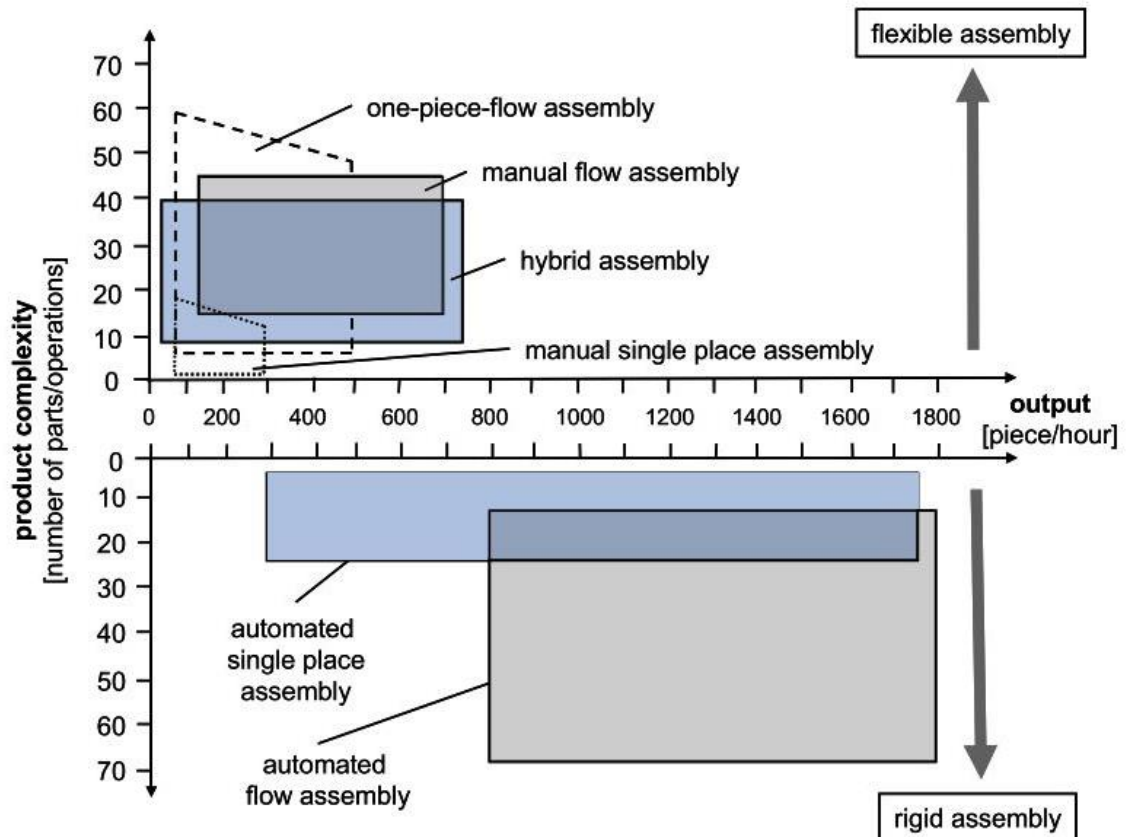 flexible assembly
70
60
50
40
30
20
10
0
one-piece-flow assembly
manual flow assembly
hybrid assembly
manual single place assembly
0 200 400 600 800 1000 1200 1400 1600 1800
output
[piece/hour]
product complexity
[number of parts/operations]
0
10
20
30
40
50
60
70
automated
single place
assembly
automated
flow assembly
rigid assembly